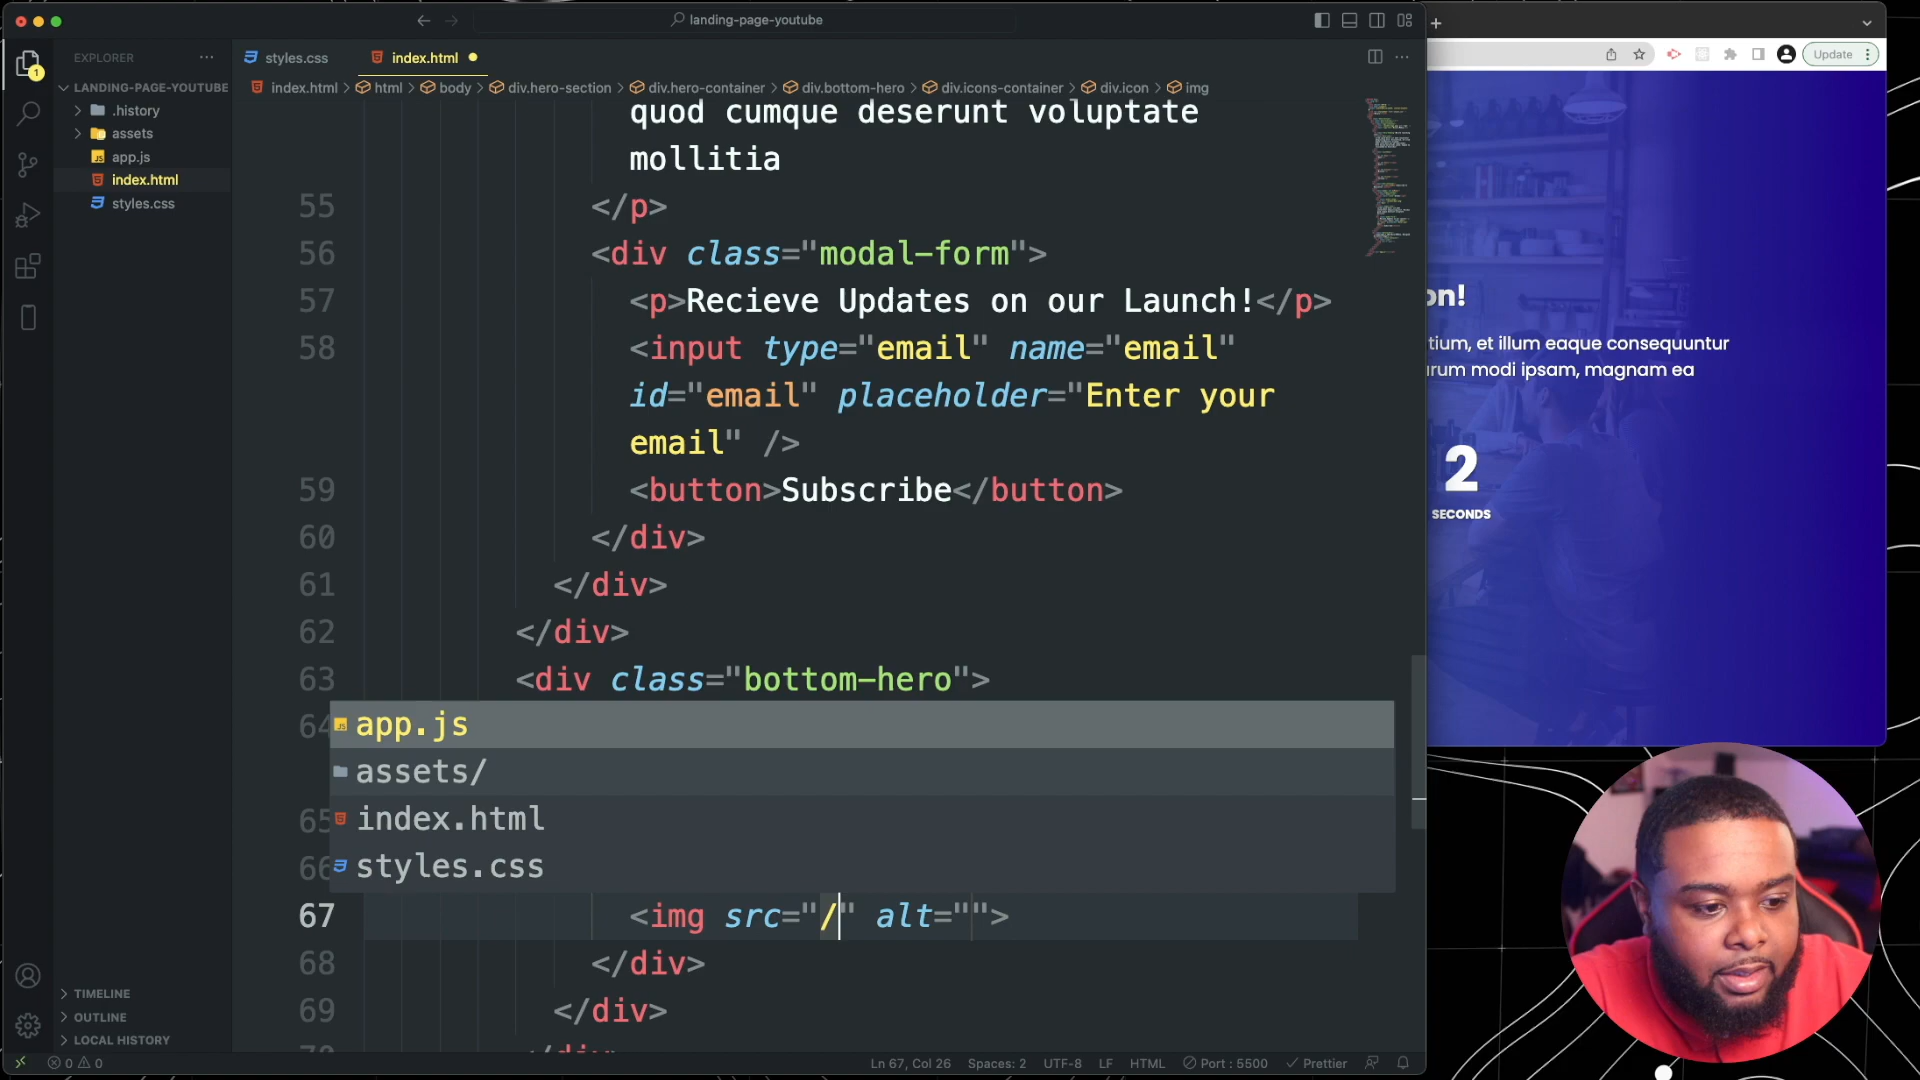 landing-page-youtube
Update
EXPLORER
1
LANDING-PAGE-YOUTUBE
.history
assets
app.js
index.html
styles.css
TIMELINE
OUTLINE
LOCAL HISTORY
styles.css
index.html
index.html > html > body > div.hero-section > div.hero-container > div.bottom-hero > div.icons-container > div.icon > img
quod cumque deserunt voluptate
mollitia
55 </p>
56 <div class="modal-form">
57 <p>Recieve Updates on our Launch!</p>
58 <input type="email" name="email"
id="email" placeholder="Enter your
email" />
59 <button>Subscribe</button>
60 </div>
61 </div>
62 </div>
63 <div class="bottom-hero">
64
app.js
assets/
65
index.html
66
styles.css
67 <img src="/" alt="">
68 </div>
69 </div>
on!
tium, et illum eaque consequuntur
rum modi ipsam, magnam ea
2
SECONDS
0 0
Ln 67, Col 26
Spaces: 2
UTF-8
LF
HTML
Port : 5500
Prettier